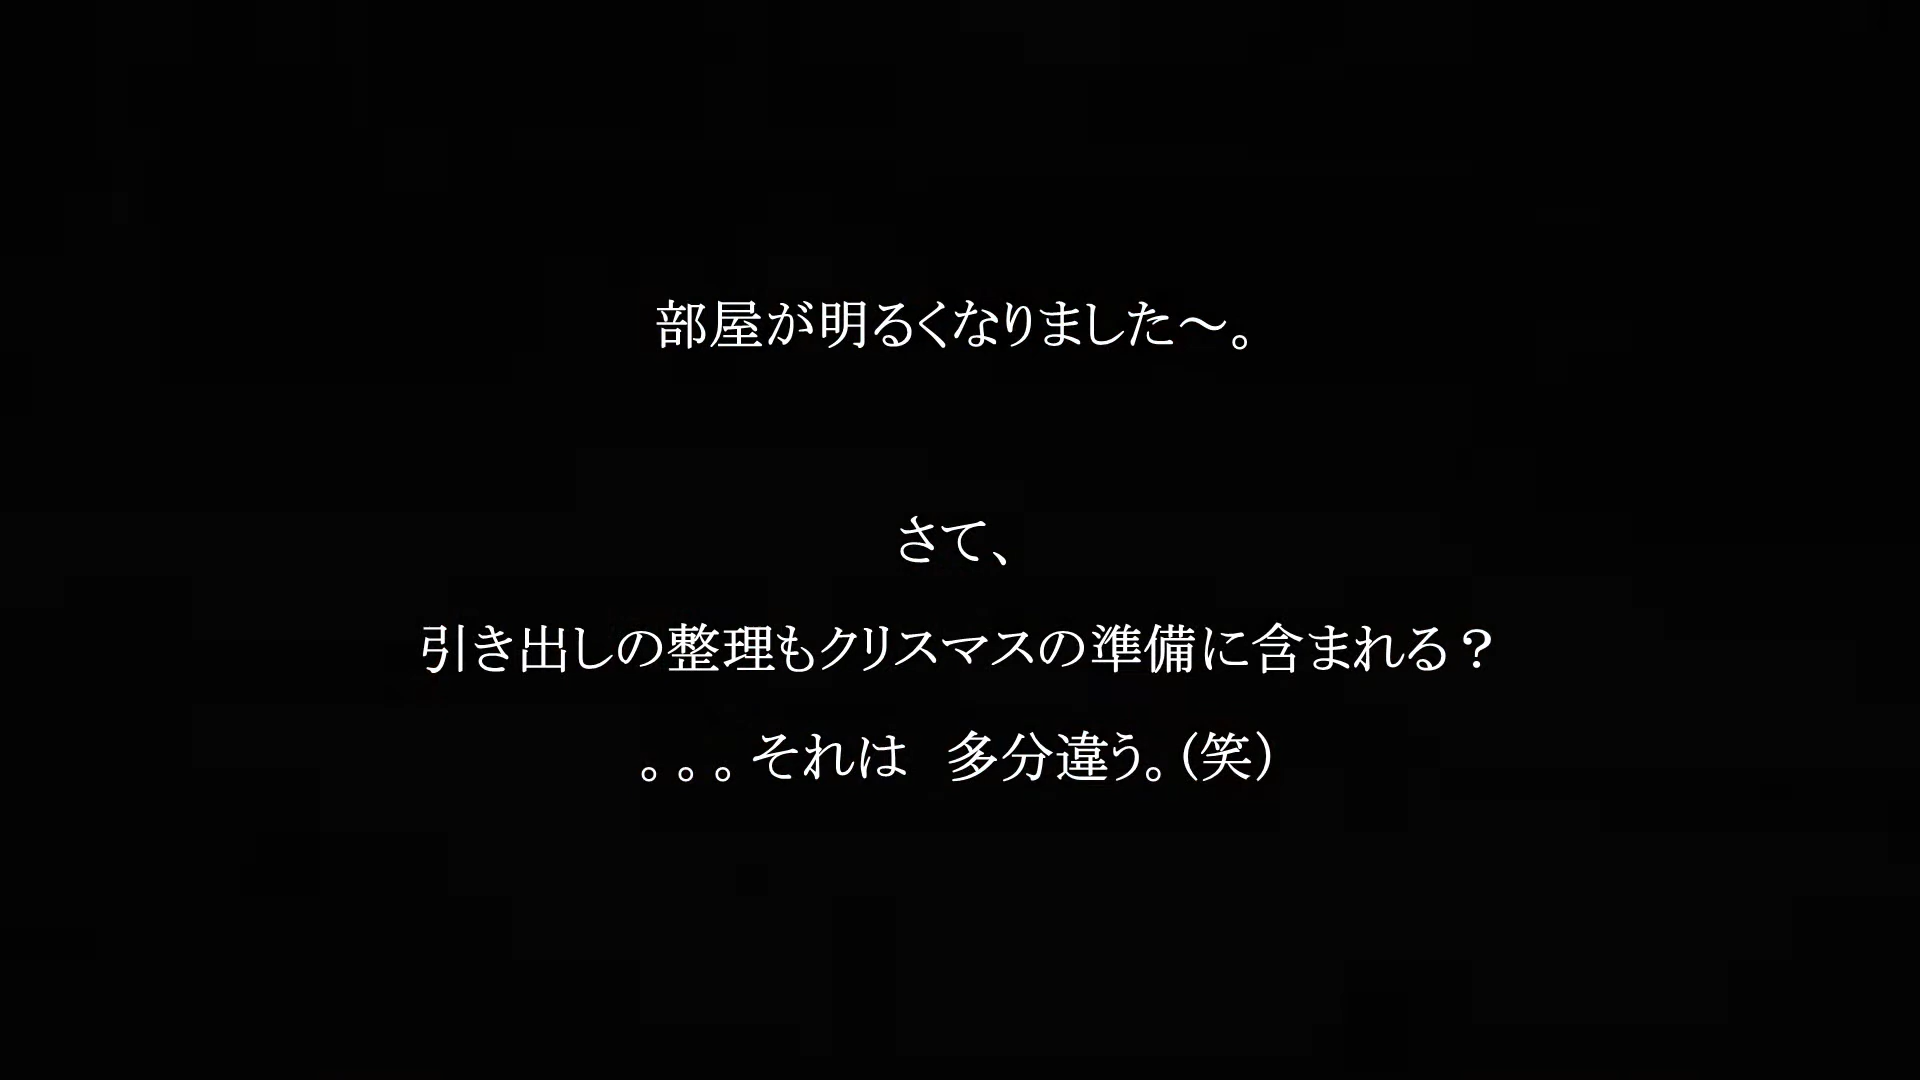 部屋が明るくなりました～。
さて、
引き出しの整理もクリスマスの準備に含まれる？
。。。それは　多分違う。（笑）